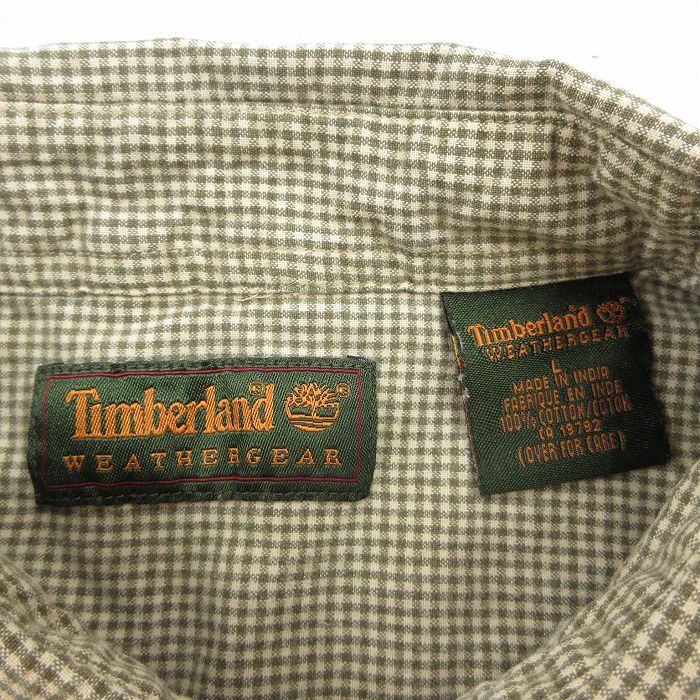 Timberland®
WEATHERGEAR
Timberland
WEATHERGEAR
L
MADE IN INDIA
FABRIQUE EN INDE
100% COTTON/COTON
CA 19792
(OVER FOR CARE)